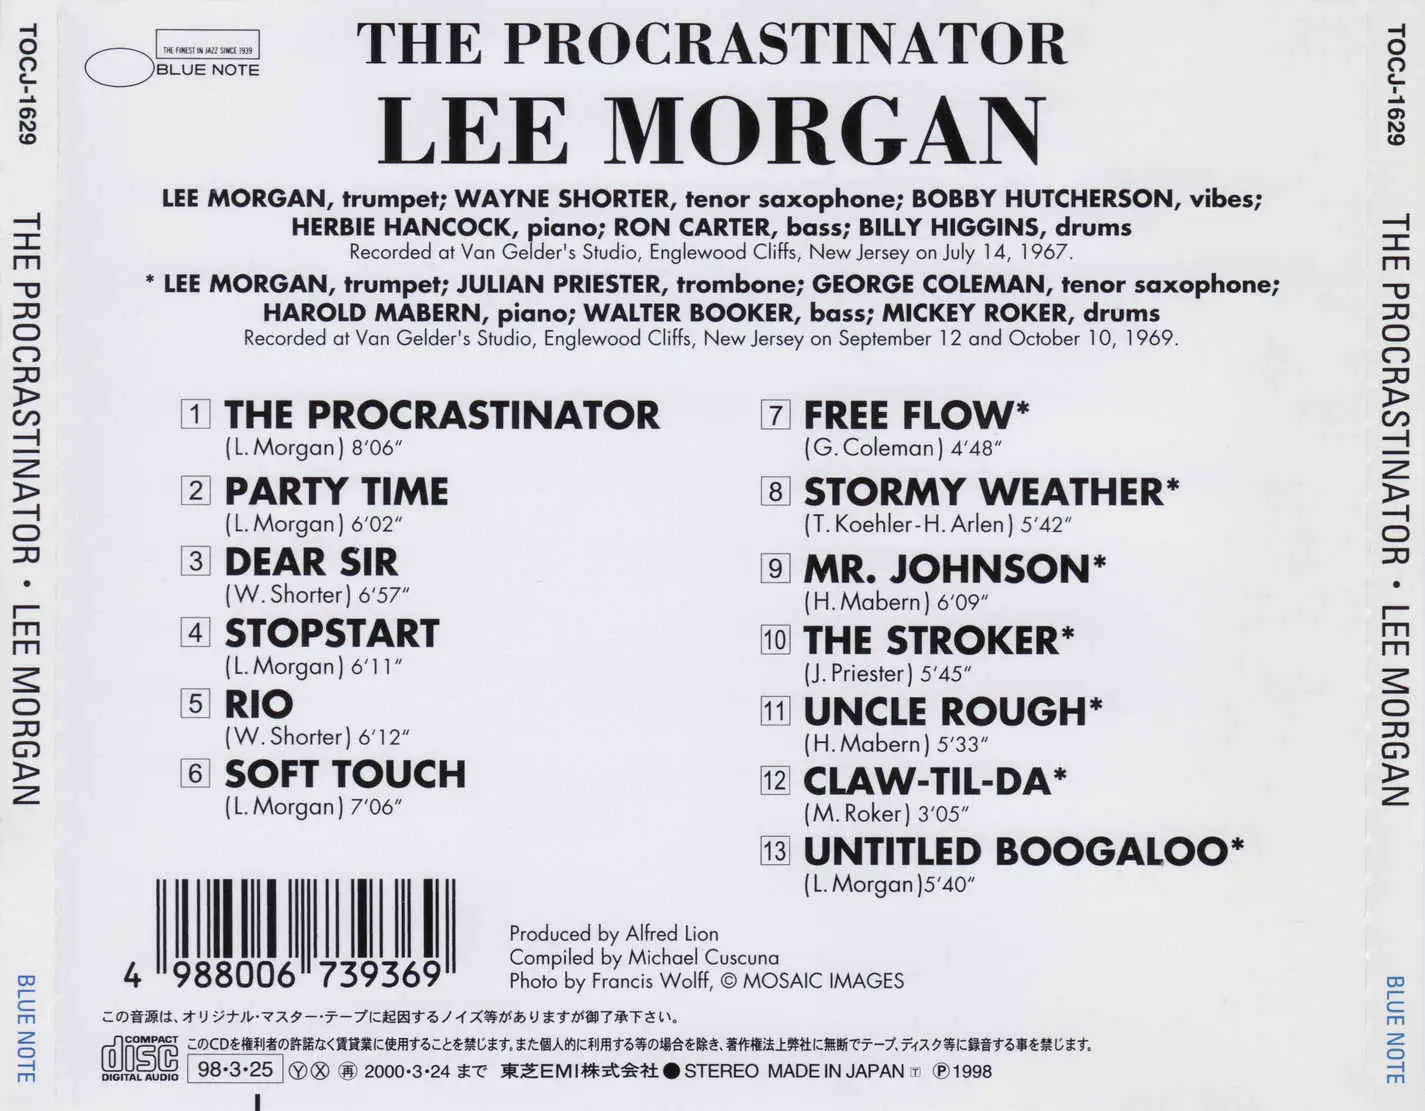 THE FINEST IN JAZZ SINCE 1939
BLUE NOTE
THE PROCRASTINATOR
LEE MORGAN
LEE MORGAN, trumpet; WAYNE SHORTER, tenor saxophone; BOBBY HUTCHERSON, vibes;
HERBIE HANCOCK, piano; RON CARTER, bass; BILLY HIGGINS, drums
Recorded at Van Gelder's Studio, Englewood Cliffs, New Jersey on July 14, 1967.
* LEE MORGAN, trumpet; JULIAN PRIESTER, trombone; GEORGE COLEMAN, tenor saxophone;
HAROLD MABERN, piano; WALTER BOOKER, bass; MICKEY ROKER, drums
Recorded at Van Gelder's Studio, Englewood Cliffs, New Jersey on September 12 and October 10, 1969.
1 THE PROCRASTINATOR
(L. Morgan) 8'06"
2 PARTY TIME
(L. Morgan) 6'02"
3 DEAR SIR
(W. Shorter) 6'57"
4 STOPSTART
(L. Morgan) 6'11"
5 RIO
(W. Shorter) 6'12"
6 SOFT TOUCH
(L. Morgan) 7'06"
7 FREE FLOW*
(G. Coleman) 4'48"
8 STORMY WEATHER*
(T. Koehler-H. Arlen) 5'42"
9 MR. JOHNSON*
(H. Mabern) 6'09"
10 THE STROKER*
(J. Priester) 5'45"
11 UNCLE ROUGH*
(H. Mabern) 5'33"
12 CLAW-TIL-DA*
(M. Roker) 3'05"
13 UNTITLED BOOGALOO*
(L. Morgan)5'40"
4 988006 739369
Produced by Alfred Lion
Compiled by Michael Cuscuna
Photo by Francis Wolff, © MOSAIC IMAGES
この音源は、オリジナル・マスター・テープに起因するノイズ等がありますが御了承下さい。
COMPACT
disc
DIGITAL AUDIO
このCDを権利者の許諾なく賃貸業に使用することを禁じます。また個人的に利用する等の場合を除き、著作権法上弊社に無断でテープ、ディスク等に録音する事を禁じます。
98・3・25 Ⓨ Ⓧ ㊢ 2000・3・24 まで 東芝EMI株式会社●STEREO MADE IN JAPAN 🅃 Ⓟ1998
TOCJ-1629
THE PROCRASTINATOR・LEE MORGAN
BLUE NOTE
TOCJ-1629
THE PROCRASTINATOR・LEE MORGAN
BLUE NOTE